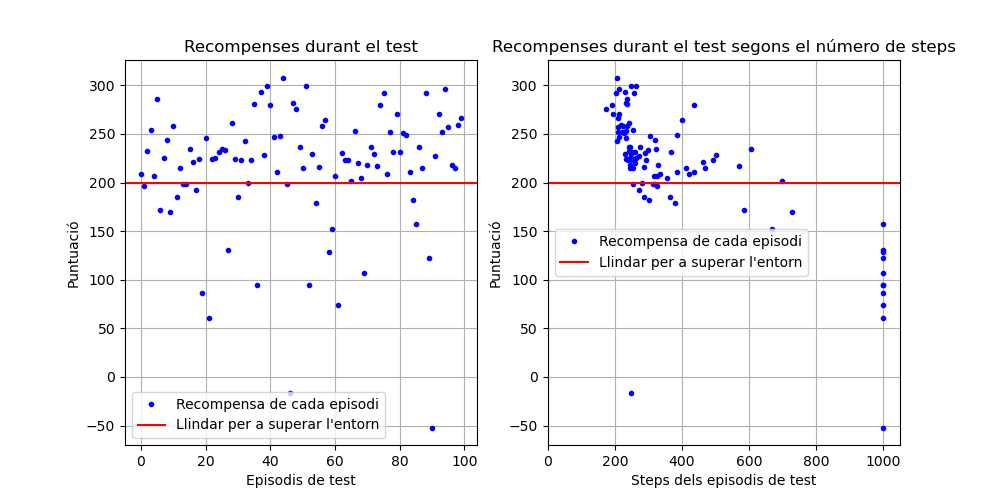 Recompenses durant el test
Puntuació
300
250
200
150
100
50
0
−50
Recompensa de cada episodi
Llindar per a superar l'entorn
0 20 40 60 80 100
Episodis de test
Recompenses durant el test segons el número de steps
Puntuació
300
250
200
150
100
50
0
−50
Recompensa de cada episodi
Llindar per a superar l'entorn
0 200 400 600 800 1000
Steps dels episodis de test